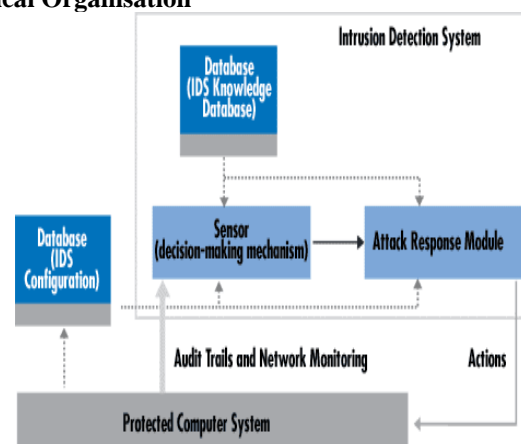 Organisation
Intrusion Detection System
Database
(IDS Knowledge
Database)
Sensor
(decision-making mechanism)
Attack Response Module
Database
(IDS
Configuration)
Audit Trails and Network Monitoring
Actions
Protected Computer System